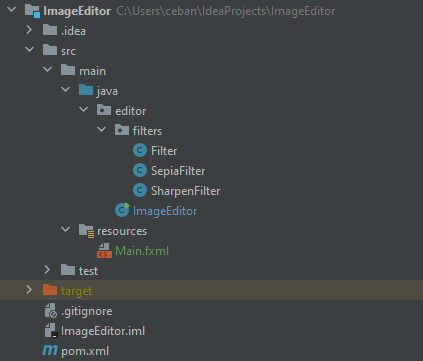 ImageEditor C:\Users\ceban\IdeaProjects\ImageEditor
.idea
src
main
java
editor
filters
Filter
SepiaFilter
SharpenFilter
ImageEditor
resources
Main.fxml
test
target
.gitignore
ImageEditor.iml
pom.xml